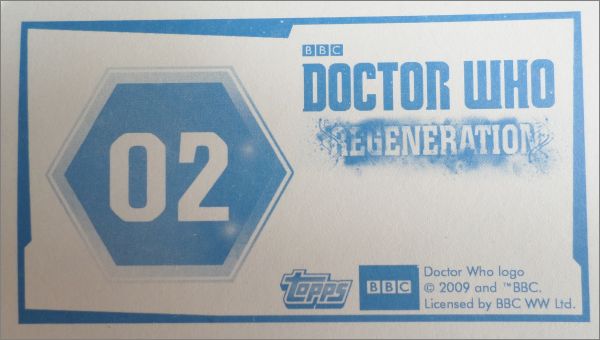 BBC
DOCTOR WHO
REGENERATION
02
TOPPS
BBC
Doctor Who logo
© 2009 and ™BBC.
Licensed by BBC WW Ltd.